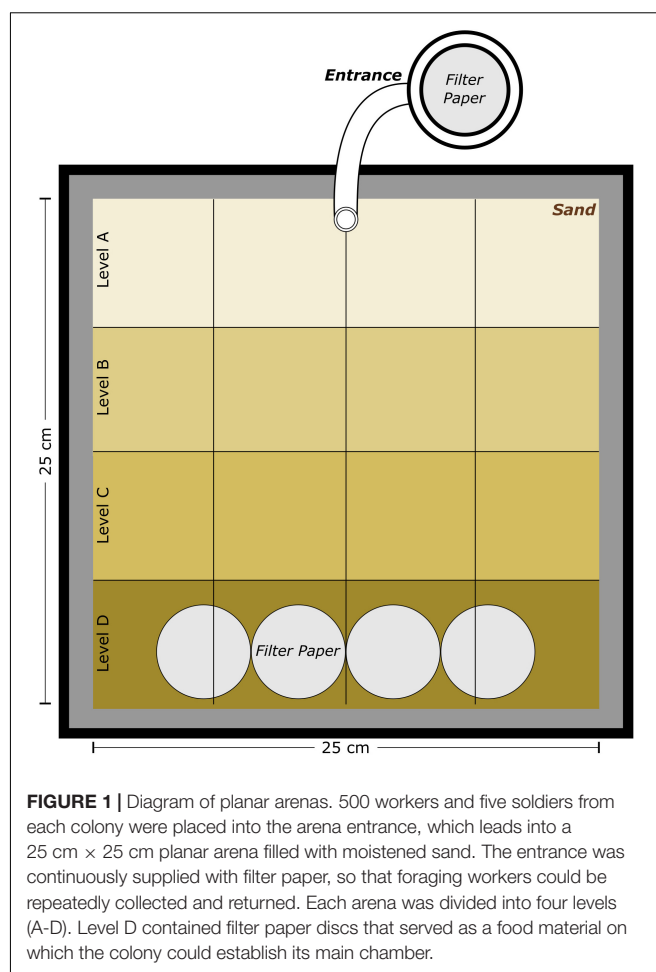 Entrance
Filter
Paper
Sand
Level A
Level B
Level C
Level D
25 cm
Filter Paper
25 cm
FIGURE 1 | Diagram of planar arenas. 500 workers and five soldiers from
each colony were placed into the arena entrance, which leads into a
25 cm × 25 cm planar arena filled with moistened sand. The entrance was
continuously supplied with filter paper, so that foraging workers could be
repeatedly collected and returned. Each arena was divided into four levels
(A-D). Level D contained filter paper discs that served as a food material on
which the colony could establish its main chamber.